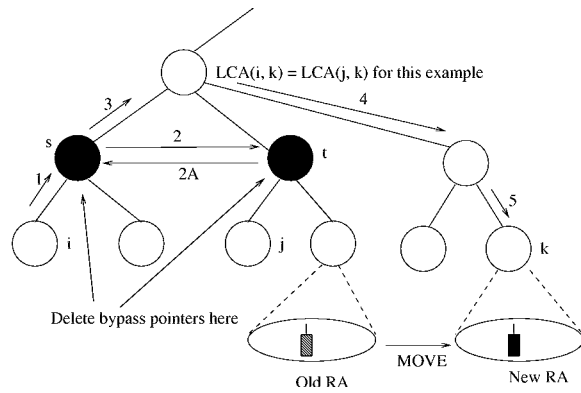 LCA(i, k) = LCA(j, k) for this example
3
4
s
2
t
2A
1
5
i
j
k
Delete bypass pointers here
MOVE
Old RA
New RA